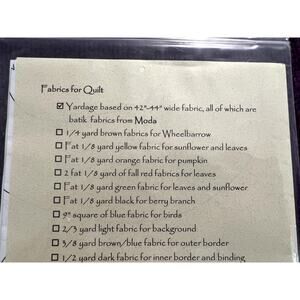 Fabrics for Quilt
☑ Yardage based on 42"-44" wide fabric, all of which are
batik fabrics from Moda
☐ 1/4 yard brown fabrics for Wheelbarrow
☐ Fat 1/8 yard yellow fabric for sunflower and leaves
☐ Fat 1/8 yard orange fabric for pumpkin
☐ 2 fat 1/8 yard of fall red fabrics for leaves
☐ Fat 1/8 yard green fabric for leaves and sunflower
☐ Fat 1/8 yard black for berry branch
☐ 9" square of blue fabric for birds
☐ 2/3 yard light fabric for background
☐ 3/8 yard brown/blue fabric for outer border
☐ 1/2 yard dark fabric for inner border and binding